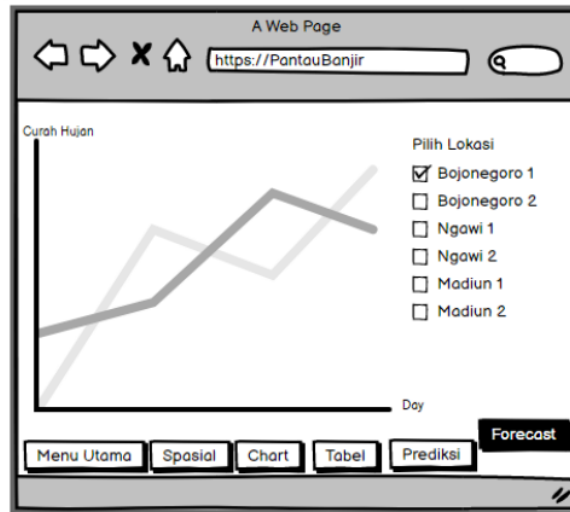 A Web Page
https://PantauBanjir
Curah Hujan
Pilih Lokasi
Bojonegoro 1
Bojonegoro 2
Ngawi 1
Ngawi 2
Madiun 1
Madiun 2
Day
Forecast
Menu Utama Spasial Chart Tabel Prediksi